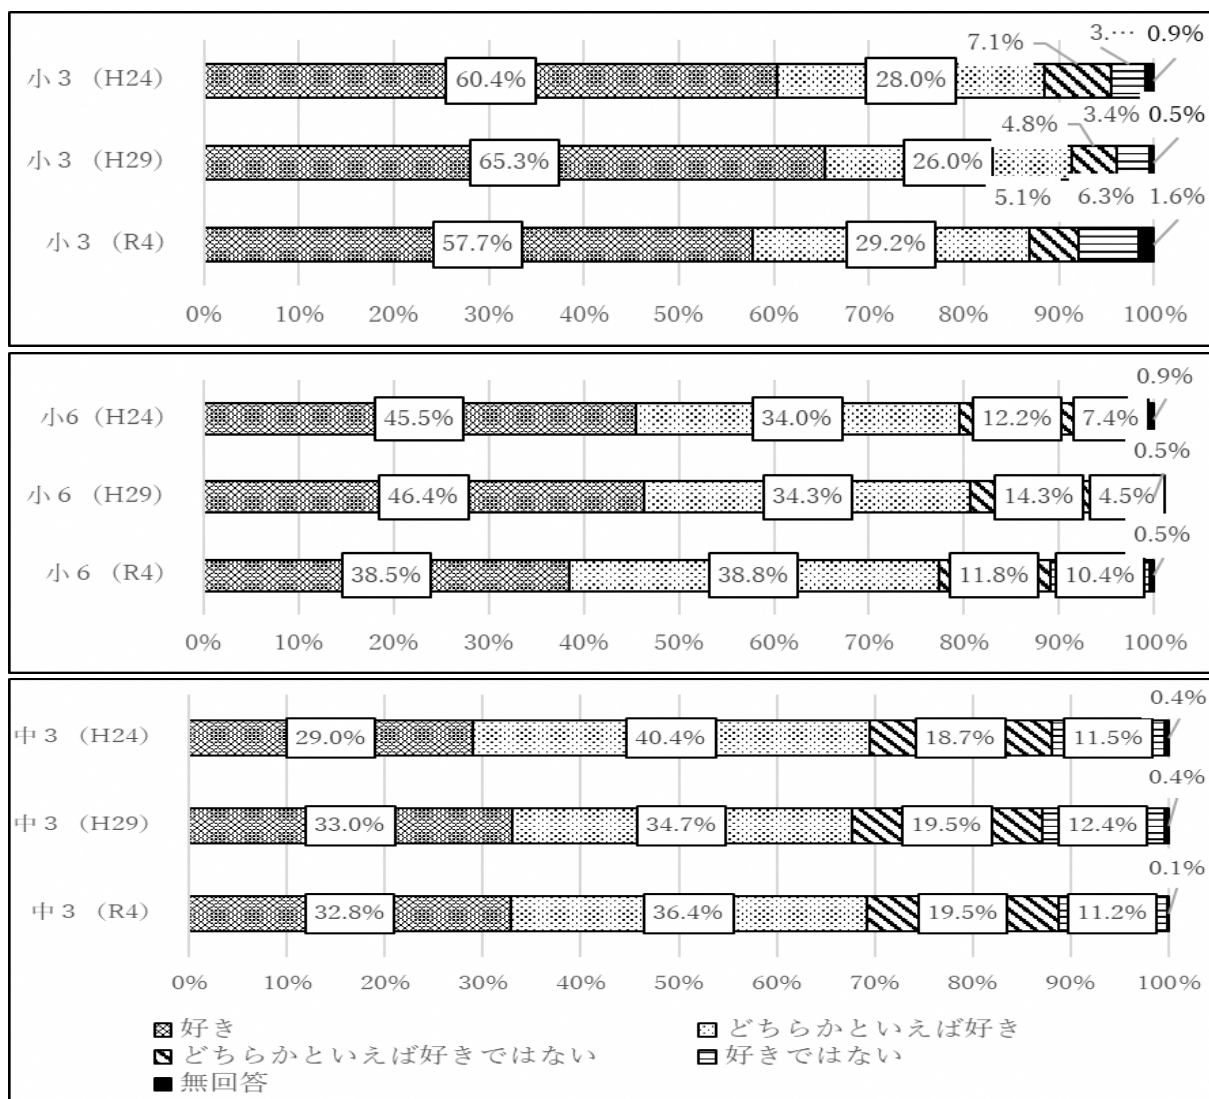 7.1% 3.… 0.9%
小３（H24） 60.4% 28.0%
4.8% 3.4% 0.5%
小３（H29） 65.3% 26.0%
5.1% 6.3% 1.6%
小３（R4） 57.7% 29.2%
0% 10% 20% 30% 40% 50% 60% 70% 80% 90% 100%
0.9%
小6（H24） 45.5% 34.0% 12.2% 7.4%
0.5%
小６（H29） 46.4% 34.3% 14.3% 4.5%
0.5%
小６（R4） 38.5% 38.8% 11.8% 10.4%
0% 10% 20% 30% 40% 50% 60% 70% 80% 90% 100%
0.4%
中３（H24） 29.0% 40.4% 18.7% 11.5%
0.4%
中３（H29） 33.0% 34.7% 19.5% 12.4%
0.1%
中３（R4） 32.8% 36.4% 19.5% 11.2%
0% 10% 20% 30% 40% 50% 60% 70% 80% 90% 100%
好き どちらかといえば好き
どちらかといえば好きではない 好きではない
無回答